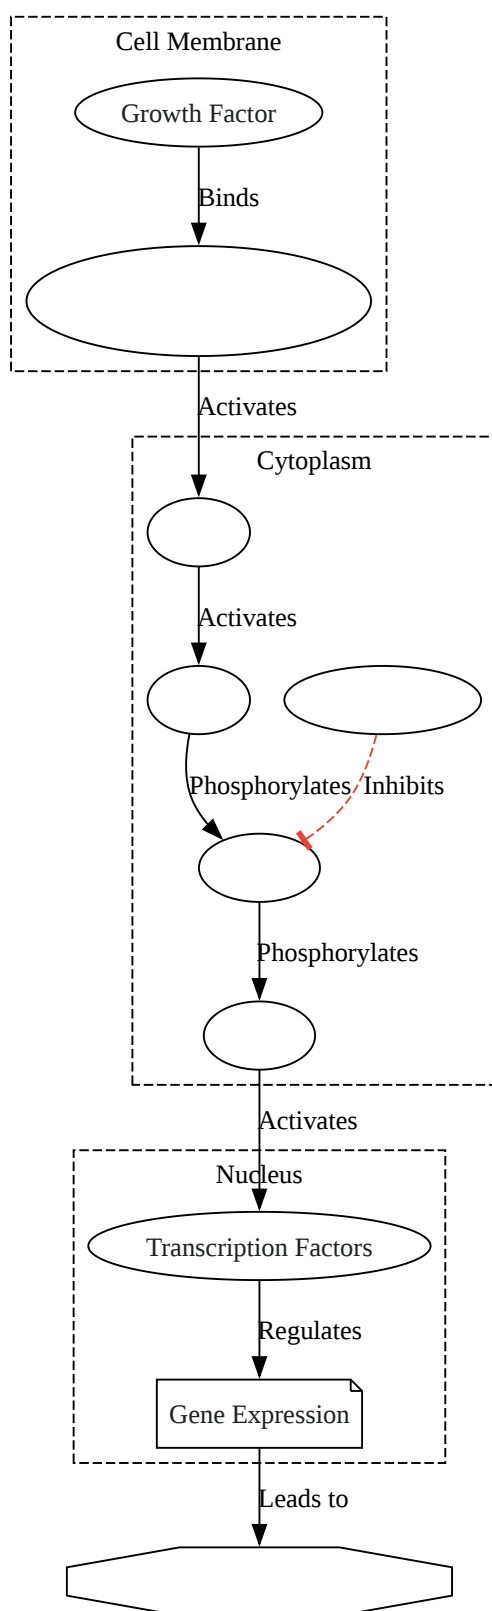 Cell Membrane
Growth Factor
Binds
Activates
Cytoplasm
Activates
Phosphorylates
Inhibits
Phosphorylates
Activates
Nucleus
Transcription Factors
Regulates
Gene Expression
Leads to